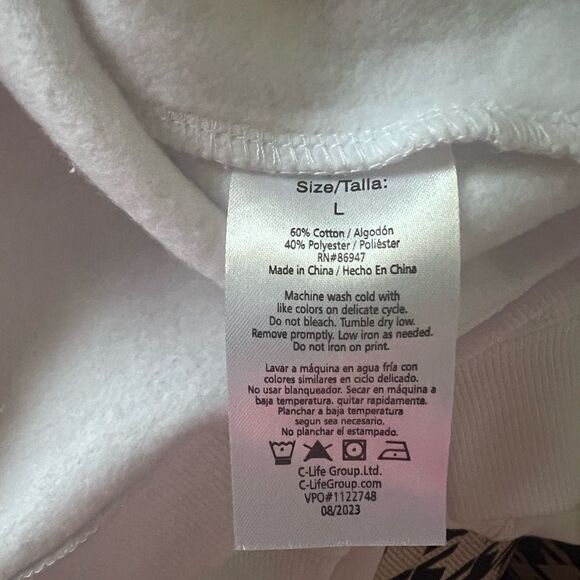 Size/Talla:
L
60% Cotton / Algodón
40% Polyester / Poliéster
RN#86947
Made in China / Hecho En China
Machine wash cold with
like colors on delicate cycle.
Do not bleach. Tumble dry low.
Remove promptly. Low iron as needed.
Do not iron on print.
Lavar a máquina en agua fría con
colores similares en ciclo delicado.
No usar blanqueador. Secar en máquina a
baja temperatura. quitar rapidamente.
Planchar a baja temperatura
segun sea necesario.
No planchar el estampado.
C-Life Group.Ltd.
C-LifeGroup.com
VPO#1122748
08/2023